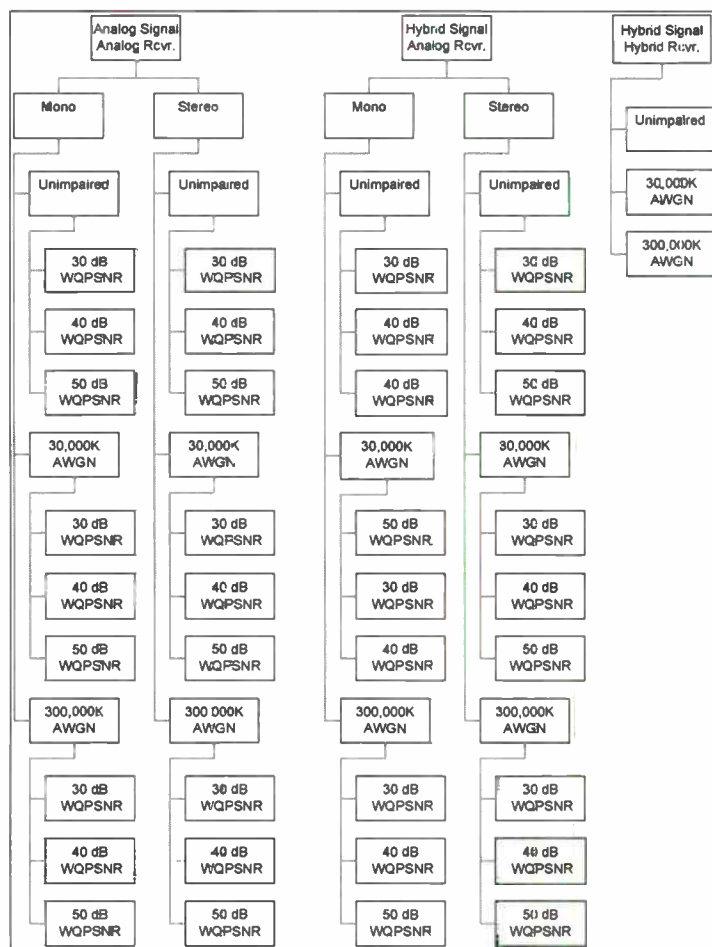 Analog Signal
Analog Rcvr.
Mono
Unimpaired
30 dB
WQPSNR
40 dB
WQPSNR
50 dB
WQPSNR
30,000K
AWGN
30 dB
WQPSNR
40 dB
WQPSNR
50 dB
WQPSNR
300,000K
AWGN
30 dB
WQPSNR
40 dB
WQPSNR
50 dB
WQPSNR
Stereo
Unimpaired
30 dB
WQPSNR
40 dB
WQPSNR
50 dB
WQPSNR
30,000K
AWGN
30 dB
WQPSNR
40 dB
WQPSNR
50 dB
WQPSNR
300 000K
AWGN
30 dB
WQPSNR
40 dB
WQPSNR
50 dB
WQPSNR
Hybrid Signal
Analog Rcvr.
Mono
Unimpaired
30 dB
WQPSNR
40 dB
WQPSNR
40 dB
WQPSNR
30,000K
AWGN
50 dB
WQPSNR
30 dB
WQPSNR
40 dB
WQPSNR
300,000K
AWGN
30 dB
WQPSNR
40 dB
WQPSNR
50 dB
WQPSNR
Stereo
Unimpaired
30 dB
WQPSNR
40 dB
WQPSNR
50 dB
WQPSNR
30,000K
AWGN
30 dB
WQPSNR
40 dB
WQPSNR
50 dB
WQPSNR
300,000K
AWGN
30 dB
WQPSNR
40 dB
WQPSNR
50 dB
WQPSNR
Hybrid Signal
Hybrid Rcvr.
Unimpaired
30,000K
AWGN
300,000K
AWGN